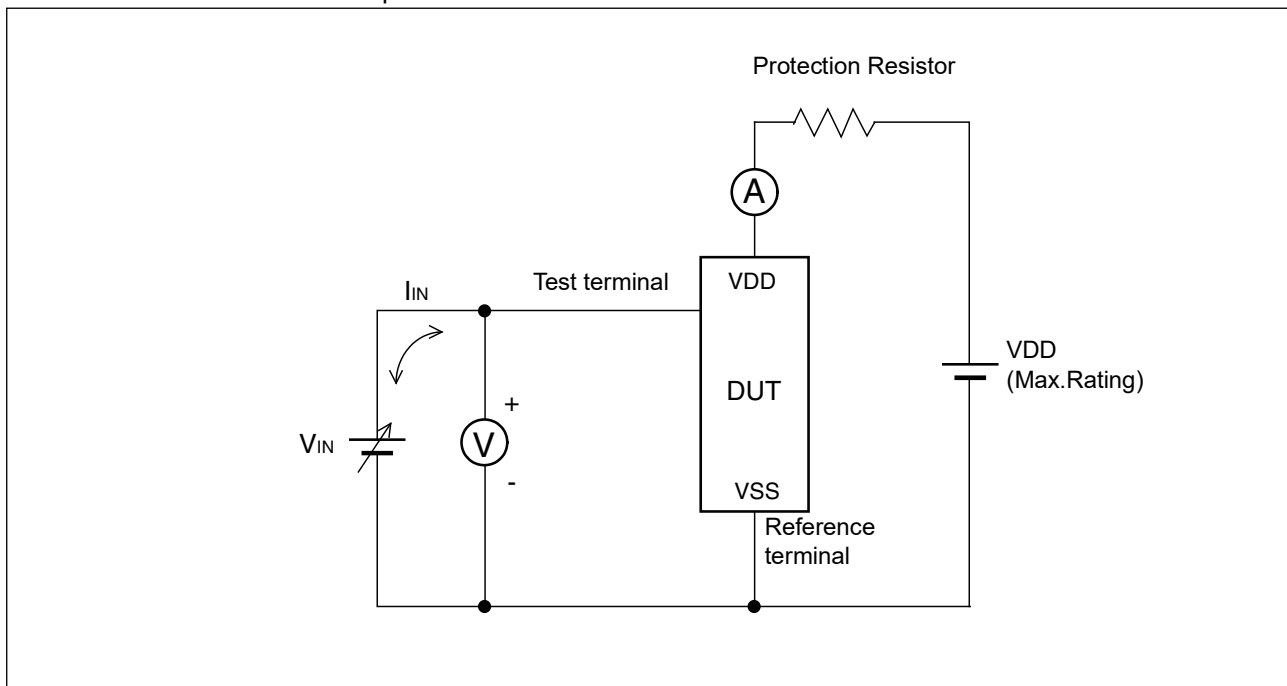 Protection Resistor
A
Test terminal
VDD
IIN
VDD
(Max.Rating)
DUT
+
VIN
V
-
VSS
Reference
terminal